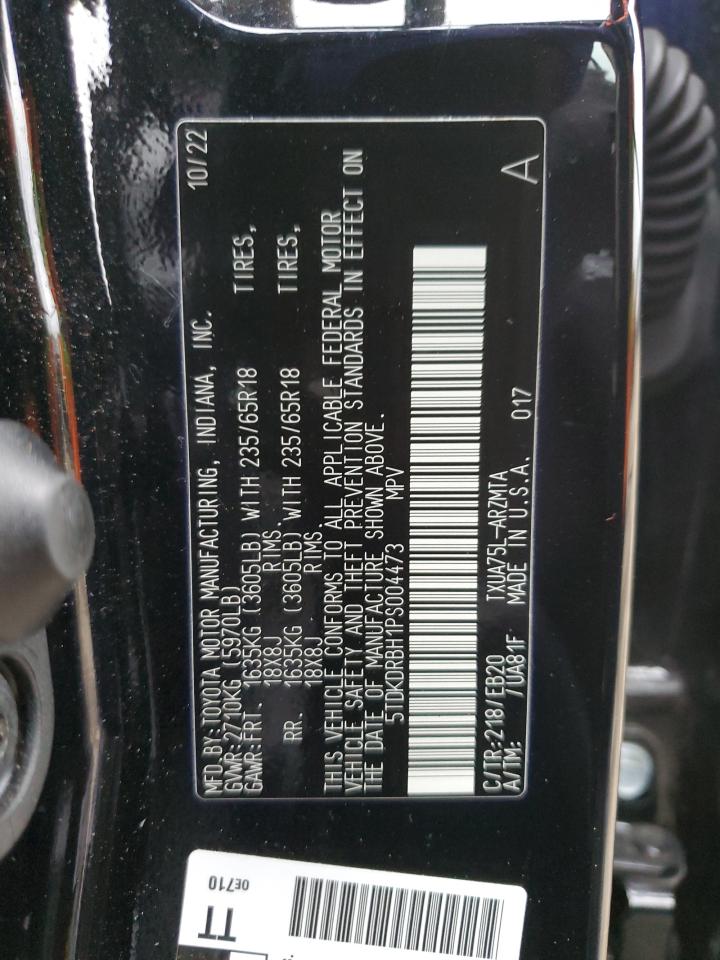 MFD.BY:TOYOTA MOTOR MANUFACTURING, INDIANA, INC. 10/22
GVWR:2710KG (5970LB)
GAWR:FRT. 1635KG (3605LB) WITH 235/65R18 TIRES,
18X8J RIMS.
RR. 1635KG (3605LB) WITH 235/65R18 TIRES,
18X8J RIMS.
THIS VEHICLE CONFORMS TO ALL APPLICABLE FEDERAL MOTOR
VEHICLE SAFETY AND THEFT PREVENTION STANDARDS IN EFFECT ON
THE DATE OF MANUFACTURE SHOWN ABOVE.
5TDKDRBH1PS004473 MPV
C/TR:218/EB20 TXUA75L-ARZMTA
A/TM: /UA81F MADE IN U.S.A. 017 A
0E710
TT